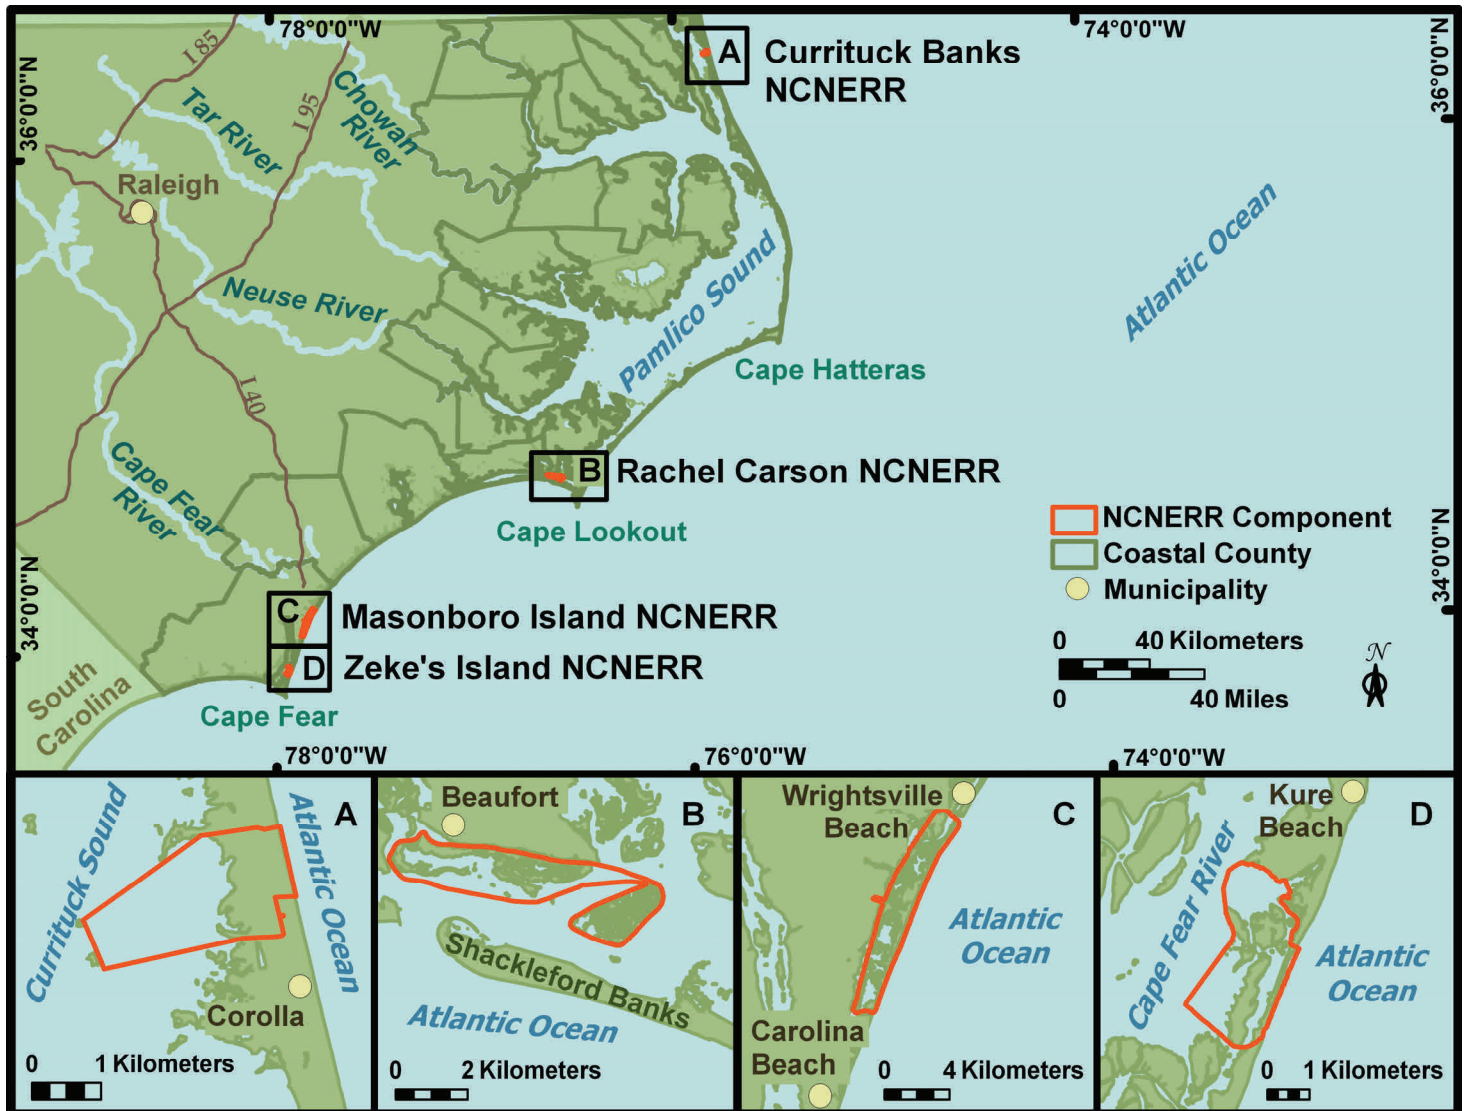 78°0'0"W
74°0'0"W
36°0'0"N
36°0'0"N
A
Currituck Banks
NCNERR
I 85
I 95
Tar River
Chowan
River
Raleigh
Neuse River
Pamlico Sound
Atlantic Ocean
Cape Hatteras
I 40
Cape Fear
River
B
Rachel Carson NCNERR
Cape Lookout
NCNERR Component
Coastal County
Municipality
34°0'0"N
34°0'0"N
C
Masonboro Island NCNERR
D
Zeke's Island NCNERR
0 40 Kilometers
0 40 Miles
N
South
Carolina
Cape Fear
78°0'0"W
76°0'0"W
74°0'0"W
A
Currituck Sound
Atlantic Ocean
Corolla
0 1 Kilometers
B
Beaufort
Shackleford Banks
Atlantic Ocean
0 2 Kilometers
C
Wrightsville
Beach
Atlantic
Ocean
Carolina
Beach
0 4 Kilometers
D
Kure
Beach
Cape Fear River
Atlantic
Ocean
0 1 Kilometers